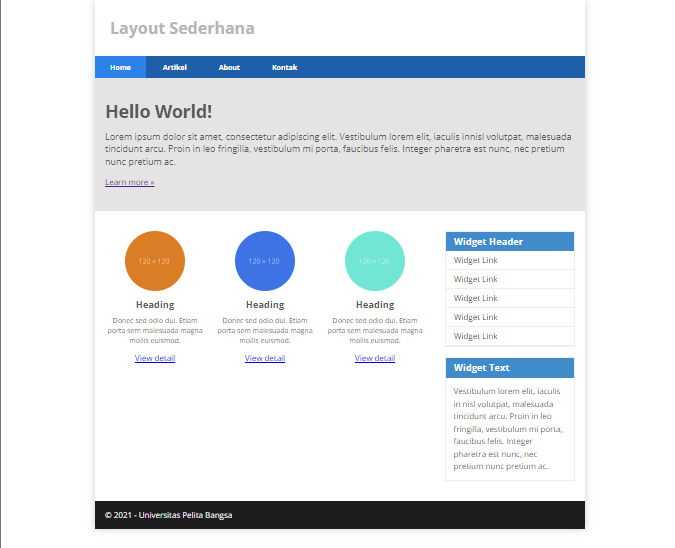 Layout Sederhana
Home Artikel About Kontak
Hello World!
Lorem ipsum dolor sit amet, consectetur adipiscing elit. Vestibulum lorem elit, iaculis innisl volutpat, malesuada
tincidunt arcu. Proin in leo fringilla, vestibulum mi porta, faucibus felis. Integer pharetra est nunc, nec pretium
nunc pretium ac.
Learn more »
120 × 120
Heading
Donec sed odio dui. Etiam
porta sem malesuada magna
mollis euismod.
View detail
120 × 120
Heading
Donec sed odio dui. Etiam
porta sem malesuada magna
mollis euismod.
View detail
120 × 120
Heading
Donec sed odio dui. Etiam
porta sem malesuada magna
mollis euismod.
View detail
Widget Header
Widget Link
Widget Link
Widget Link
Widget Link
Widget Link
Widget Text
Vestibulum lorem elit, iaculis
in nisl volutpat, malesuada
tincidunt arcu. Proin in leo
fringilla, vestibulum mi porta,
faucibus felis. Integer
pharetra est nunc, nec
pretium nunc pretium ac.
© 2021 - Universitas Pelita Bangsa